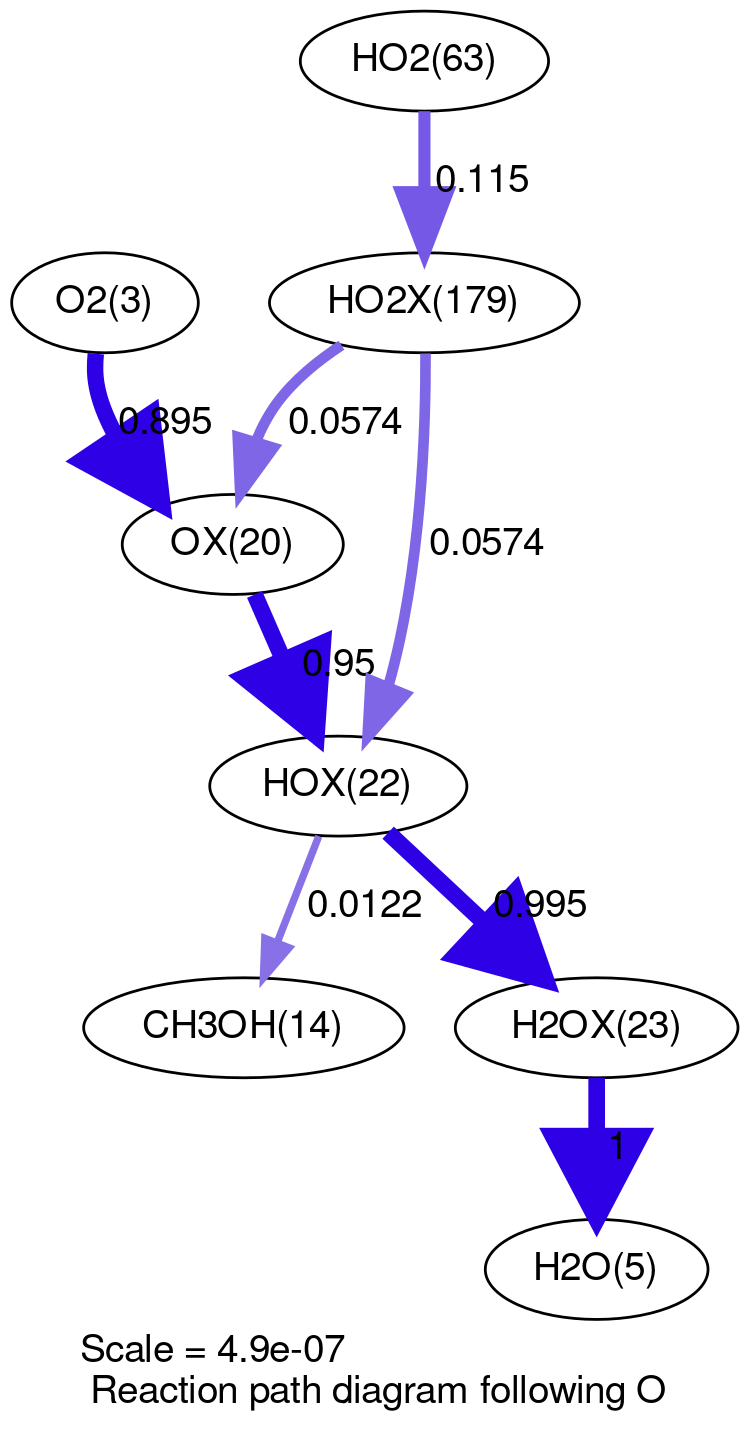 HO2(63)
0.115
O2(3)
HO2X(179)
0.895
0.0574
OX(20)
0.0574
0.95
HOX(22)
0.0122
0.995
CH3OH(14)
H2OX(23)
1
H2O(5)
Scale = 4.9e-07
Reaction path diagram following O